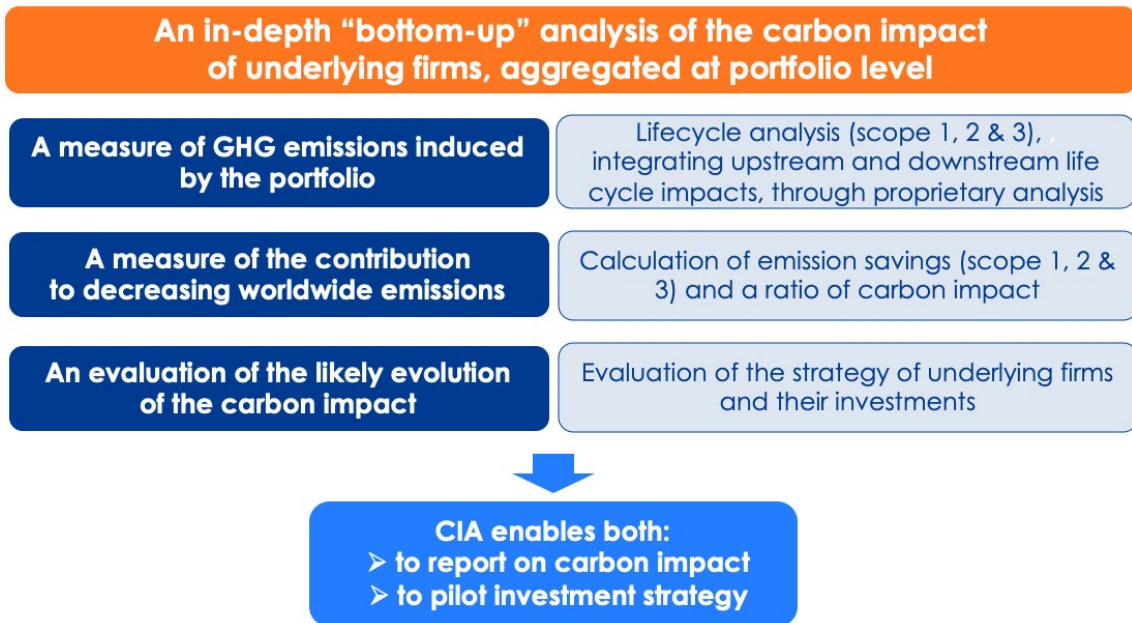 An in-depth “bottom-up” analysis of the carbon impact
of underlying firms, aggregated at portfolio level
A measure of GHG emissions induced
by the portfolio
Lifecycle analysis (scope 1, 2 & 3), ,
integrating upstream and downstream life
cycle impacts, through proprietary analysis
A measure of the contribution
to decreasing worldwide emissions
Calculation of emission savings (scope 1, 2 &
3) and a ratio of carbon impact
An evaluation of the likely evolution
of the carbon impact
Evaluation of the strategy of underlying firms
and their investments
CIA enables both:
➢ to report on carbon impact
➢ to pilot investment strategy